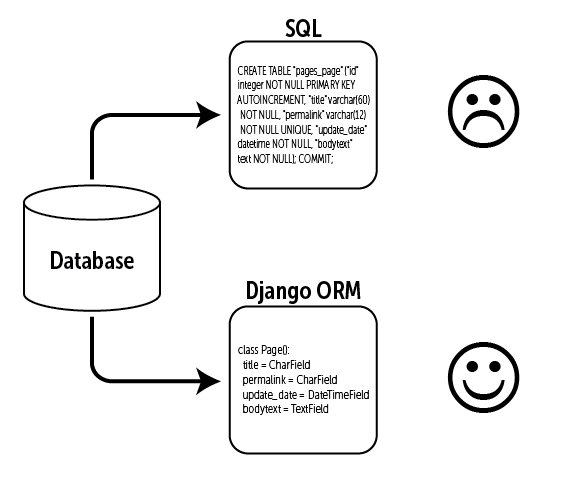 SQL
CREATE TABLE "pages_page" ("id"
integer NOT NULL PRIMARY KEY
AUTOINCREMENT, "title" varchar(60)
NOT NULL, "permalink" varchar(12)
NOT NULL UNIQUE, "update_date"
datetime NOT NULL, "bodytext"
text NOT NULL); COMMIT;
Database
Django ORM
class Page():
title = CharField
permalink = CharField
update_date = DateTimeField
bodytext = TextField